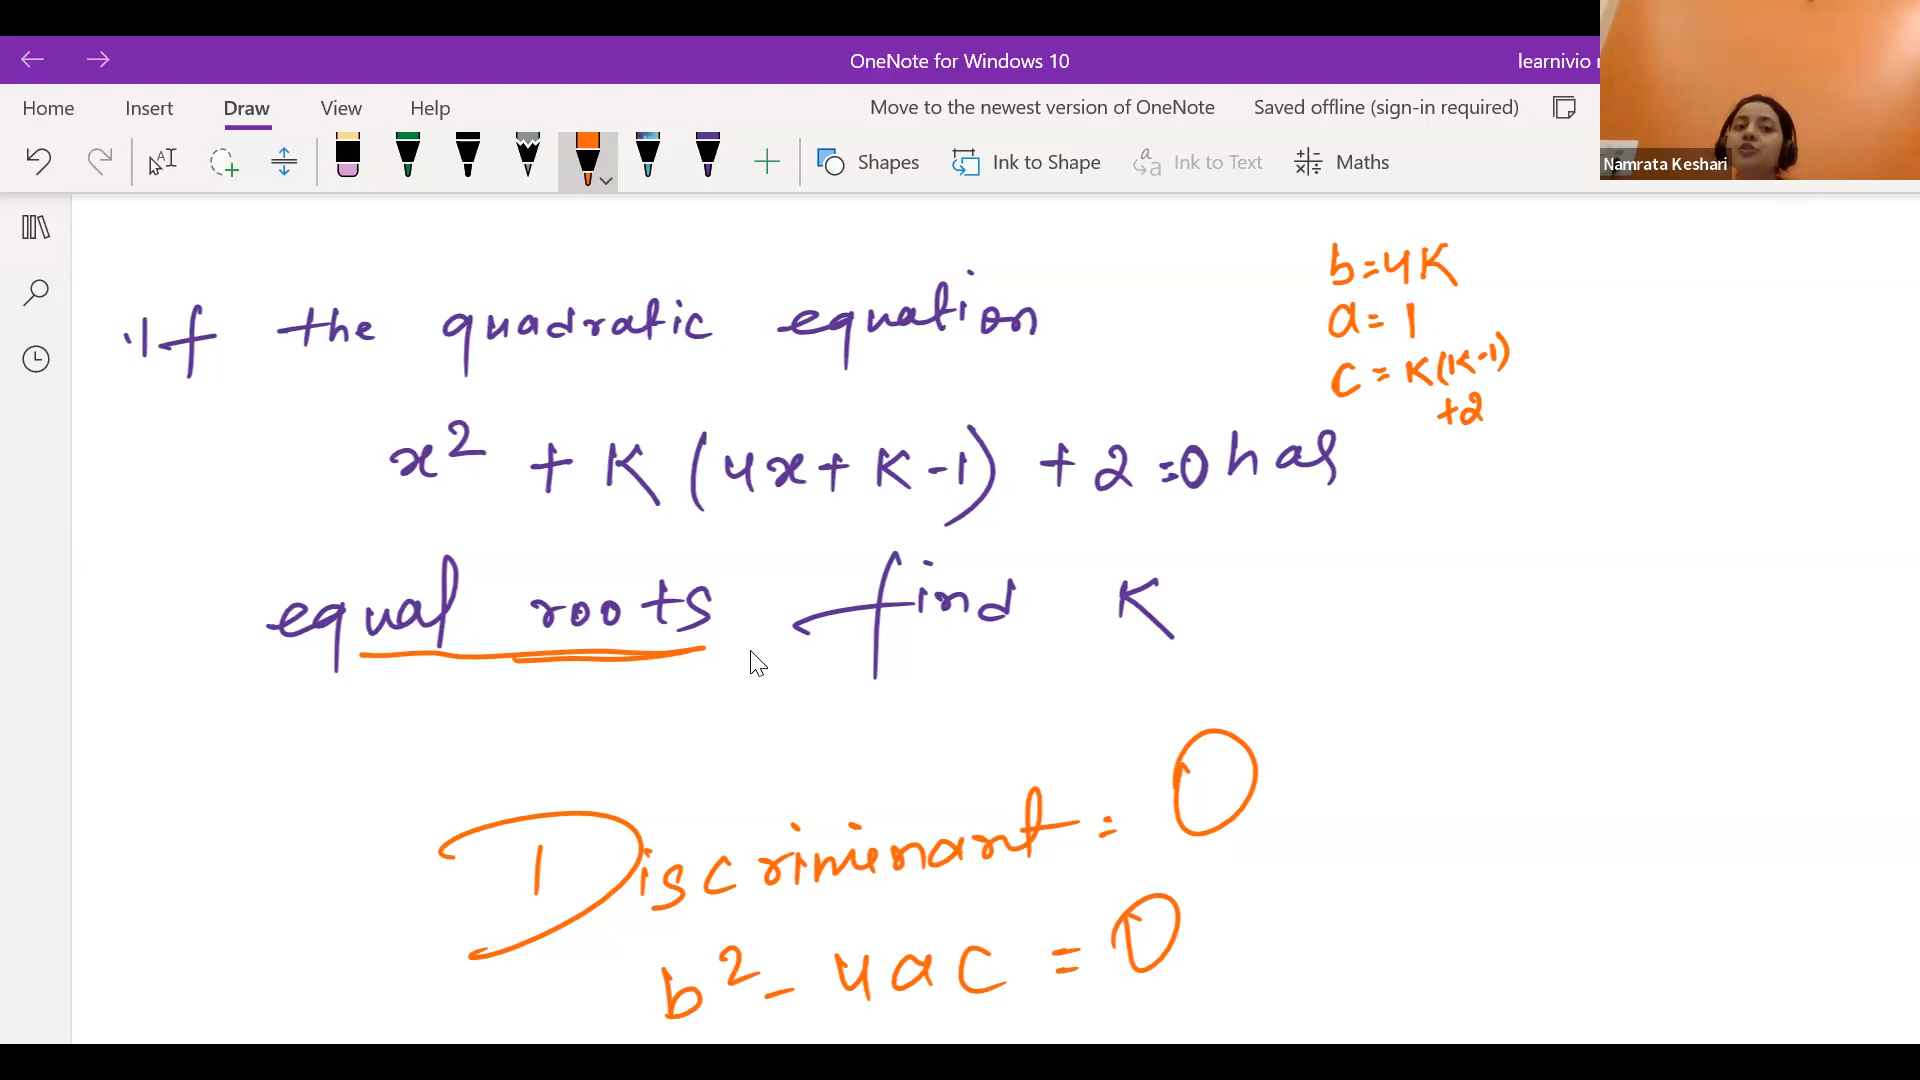 OneNote for Windows 10
learnivio
Home Insert Draw View Help
Move to the newest version of OneNote Saved offline (sign-in required)
Shapes Ink to Shape Ink to Text Maths
Namrata Keshari
If the quadratic equation
x² + K (4x + K - 1) + 2 = 0 has
equal roots find K
b = 4K
a = 1
c = K(K-1)
+2
Discriminant = 0
b² - 4ac = 0